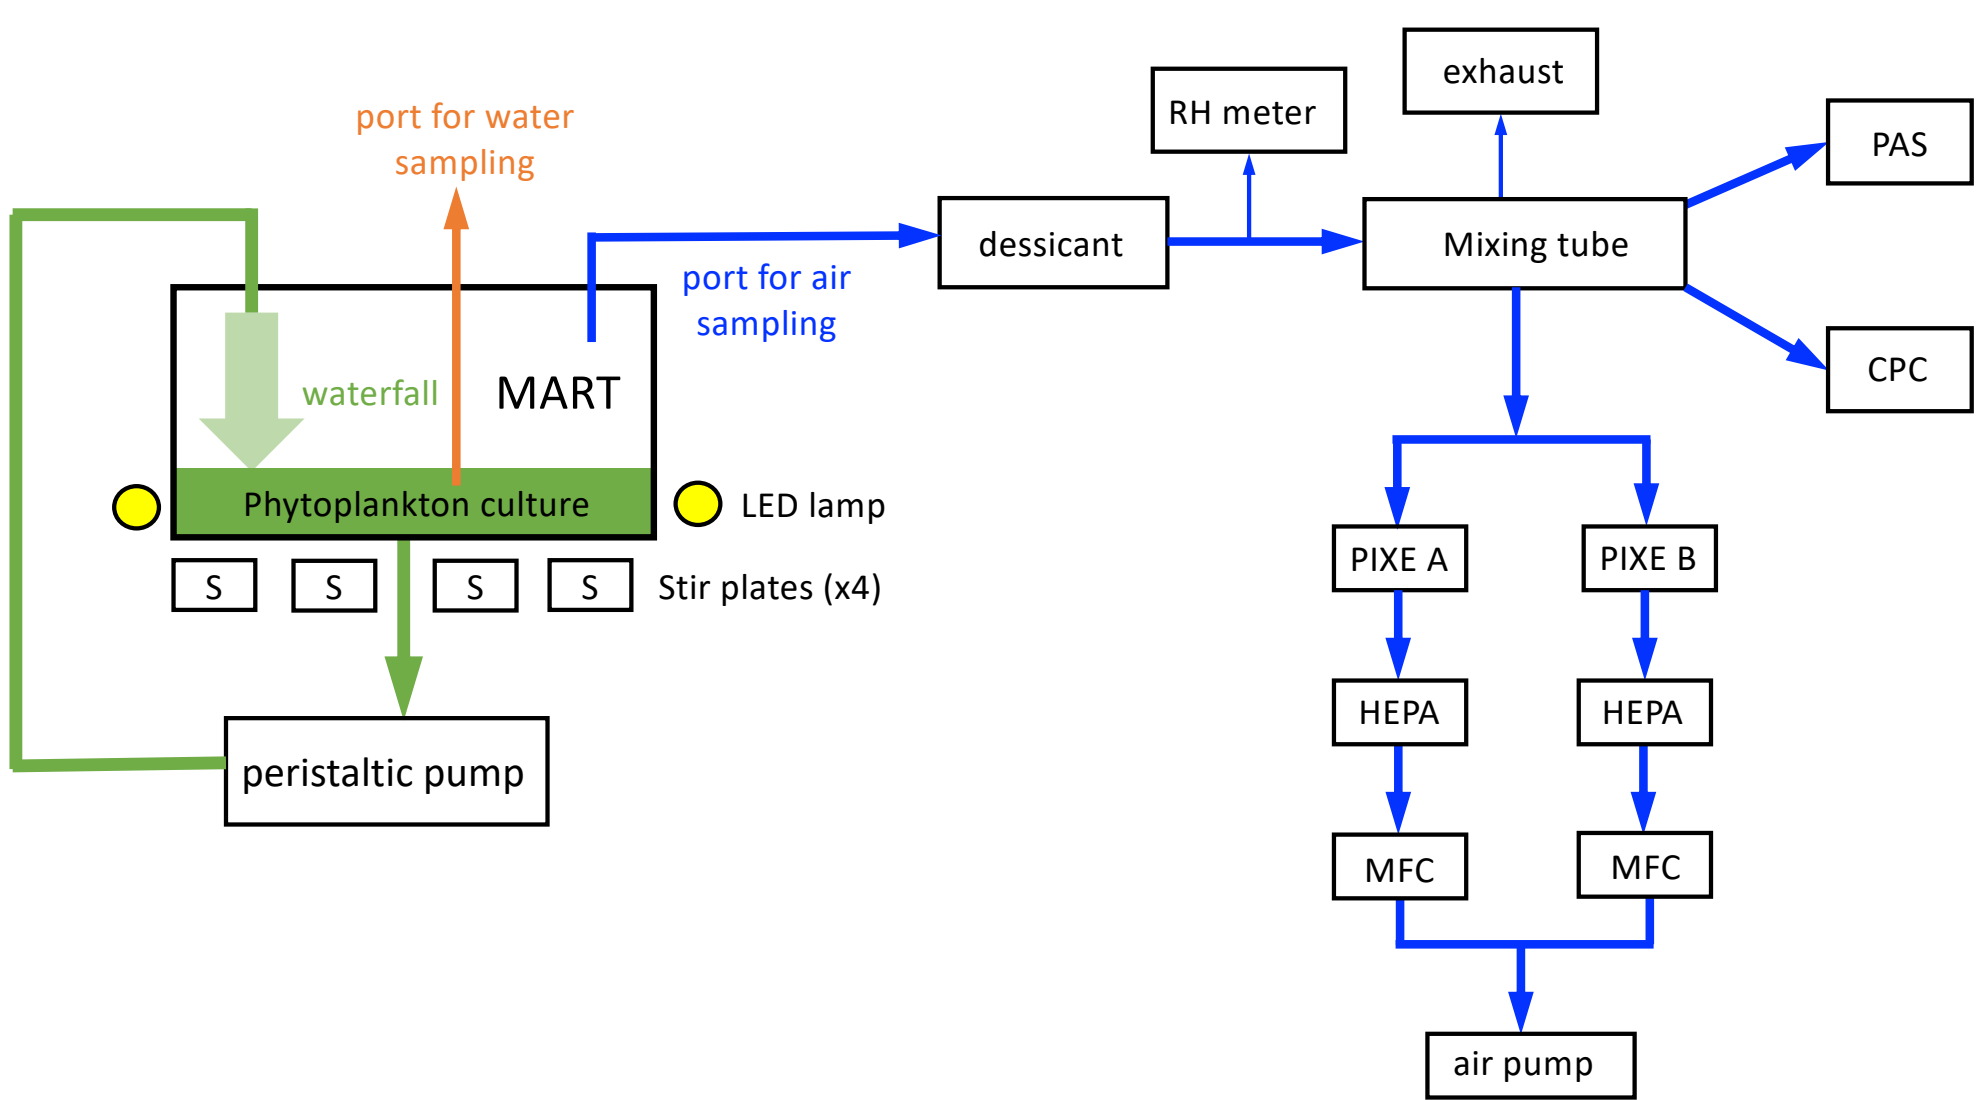 exhaust
RH meter
port for water
sampling
PAS
dessicant
Mixing tube
port for air
sampling
waterfall
MART
CPC
Phytoplankton culture
LED lamp
S
S
S
S
Stir plates (x4)
PIXE A
PIXE B
HEPA
HEPA
peristaltic pump
MFC
MFC
air pump